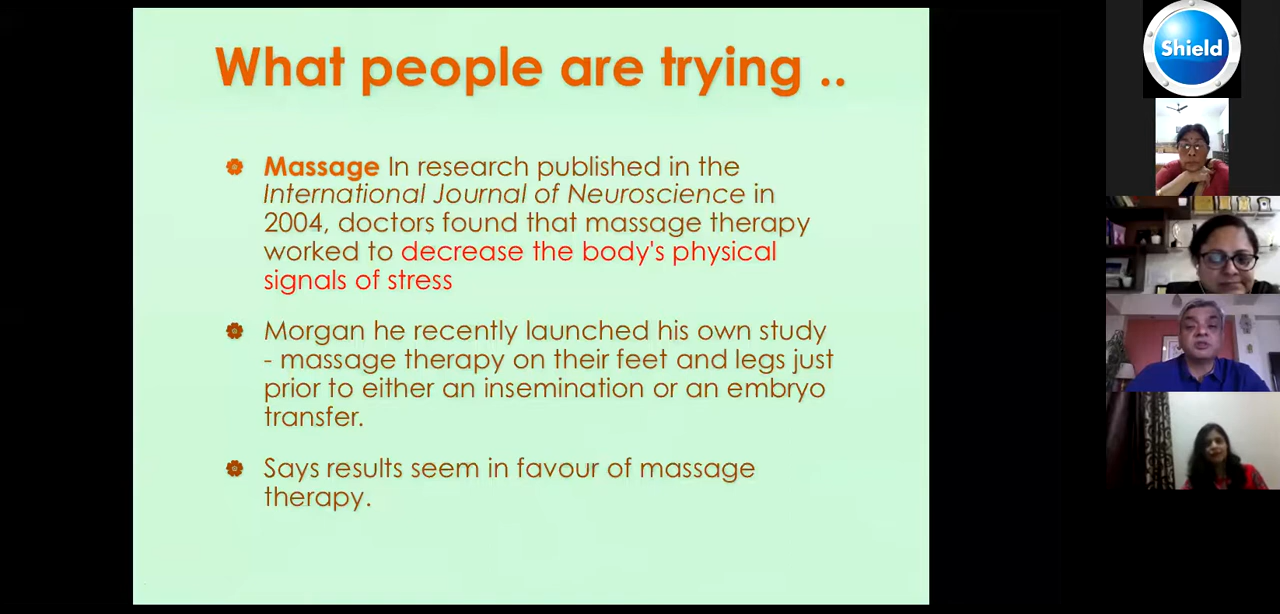 What people are trying ..
Massage In research published in the
International Journal of Neuroscience in
2004, doctors found that massage therapy
worked to decrease the body's physical
signals of stress
Morgan he recently launched his own study
- massage therapy on their feet and legs just
prior to either an insemination or an embryo
transfer.
Says results seem in favour of massage
therapy.
Shield